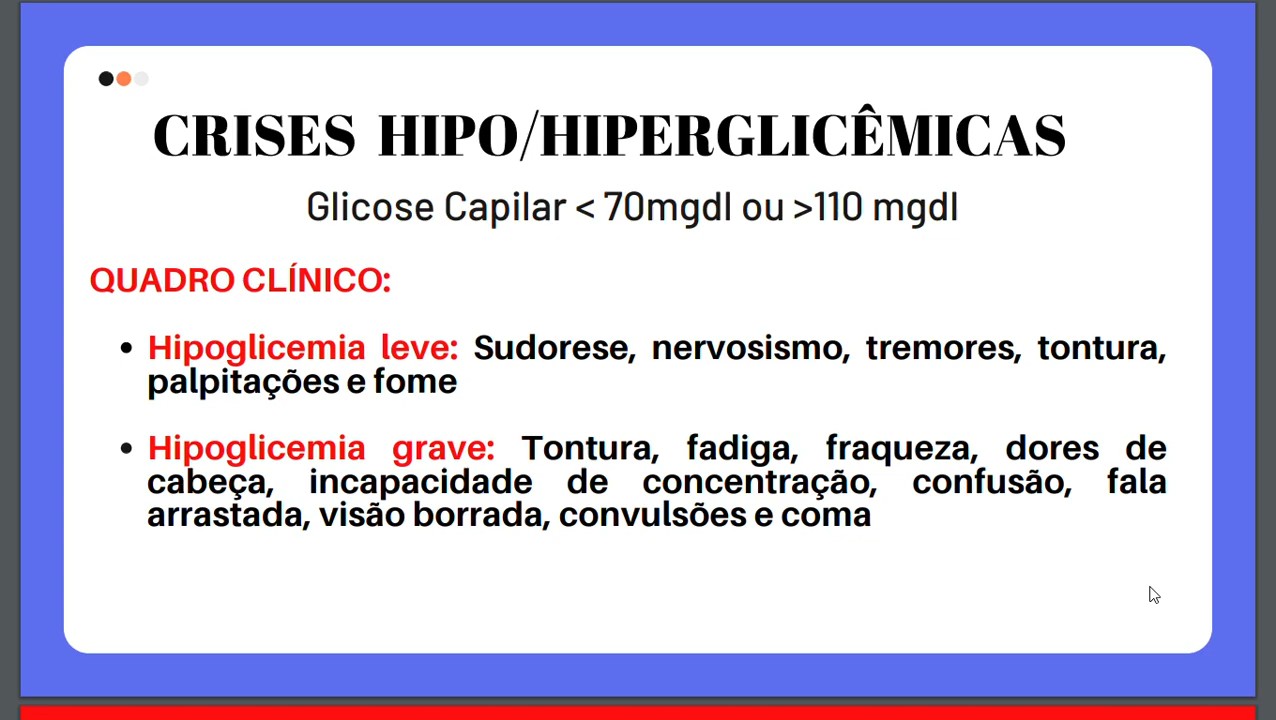 CRISES HIPO/HIPERGLICÊMICAS
Glicose Capilar < 70mgdl ou >110 mgdl
QUADRO CLÍNICO:
• Hipoglicemia leve: Sudorese, nervosismo, tremores, tontura,
palpitações e fome
• Hipoglicemia grave: Tontura, fadiga, fraqueza, dores de
cabeça, incapacidade de concentração, confusão, fala
arrastada, visão borrada, convulsões e coma